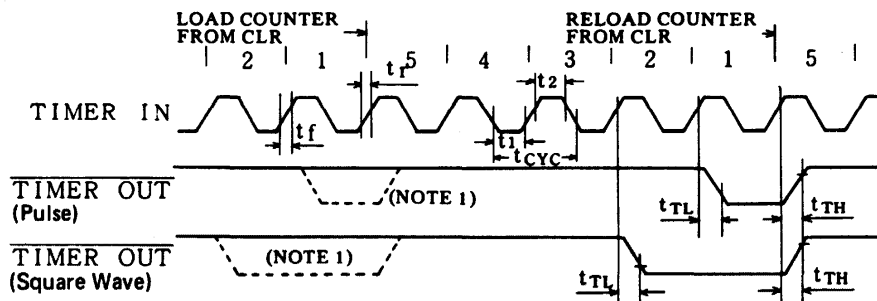 LOAD COUNTER FROM CLR
RELOAD COUNTER FROM CLR
2 1 5 4 3 2 1 5
tr
t2
TIMER IN
tf
t1
tCYC
TIMER OUT
(Pulse)
(NOTE 1)
tTL
tTH
TIMER OUT
(Square Wave)
(NOTE 1)
tTL
tTH